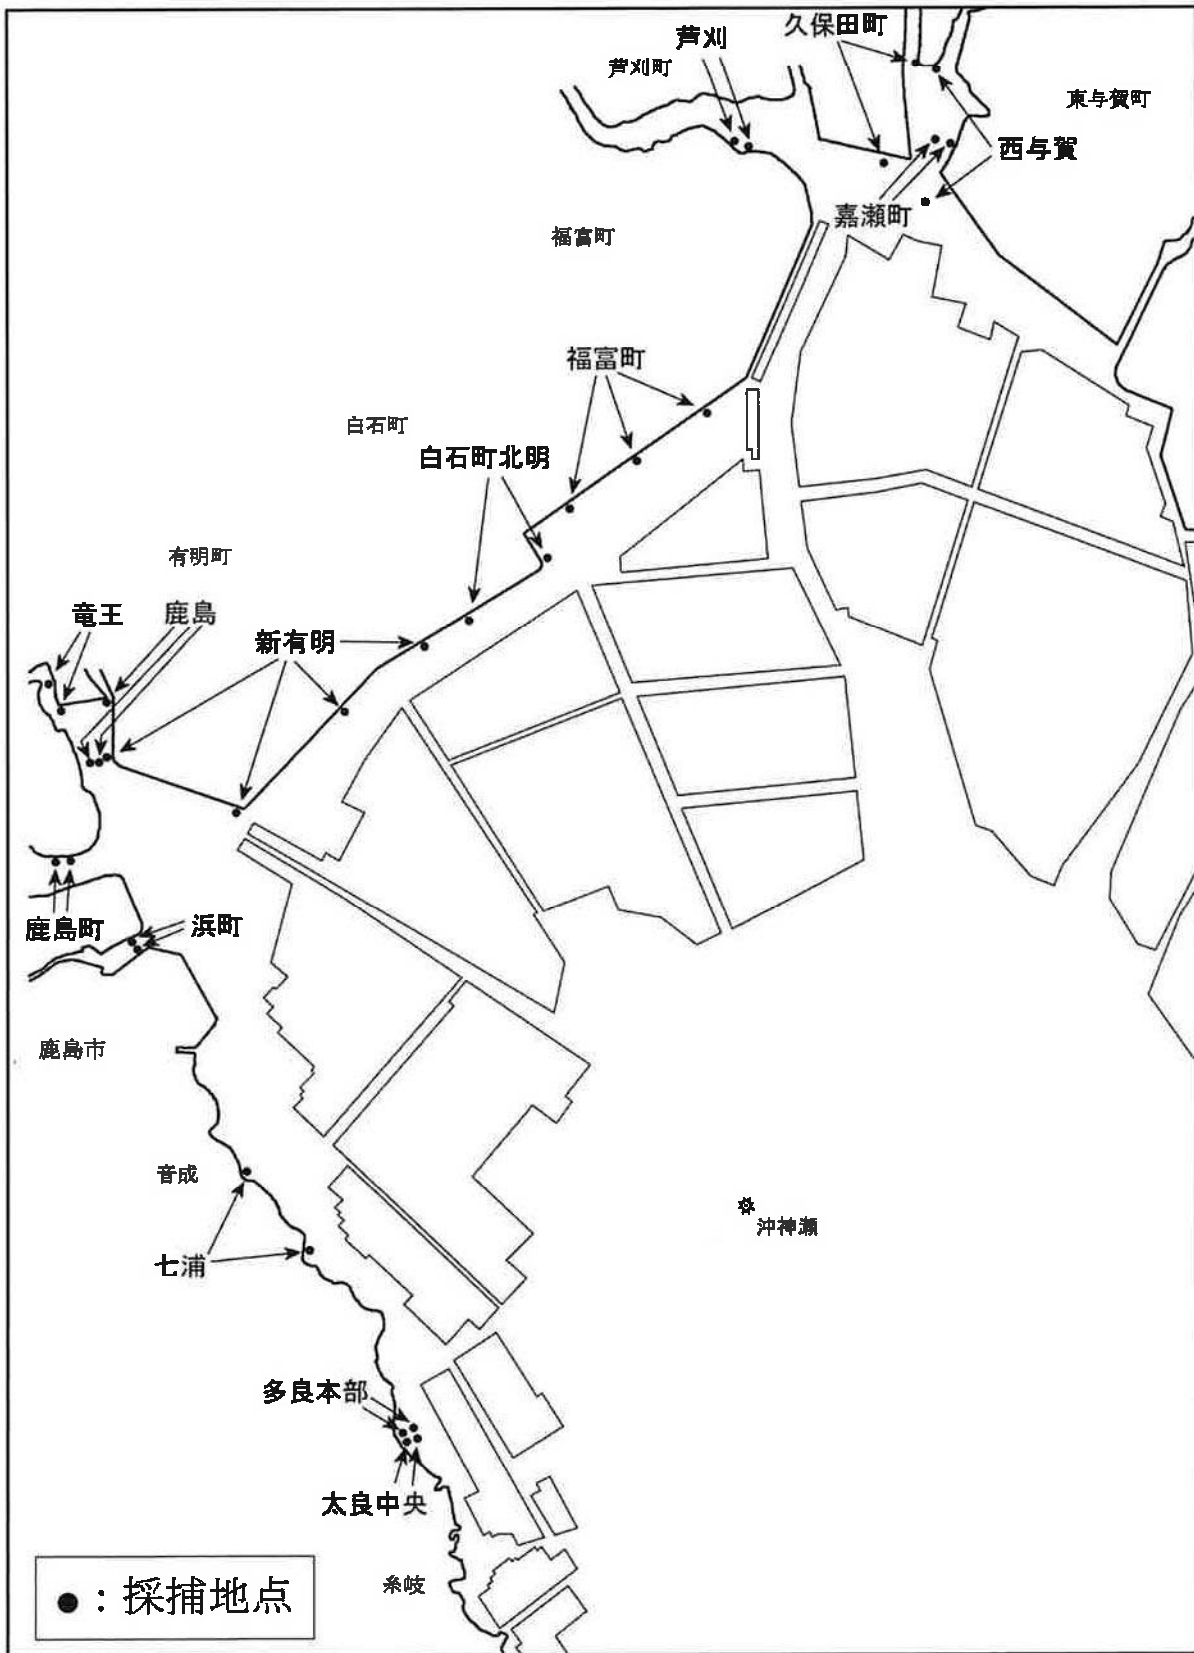 久保田町
芦刈
芦刈町
東与賀町
西与賀
嘉瀬町
福富町
福富町
白石町
白石町北明
有明町
竜王
鹿島
新有明
鹿島町
浜町
鹿島市
音成
七浦
沖神瀬
多良本部
太良中央
糸岐
●：採捕地点